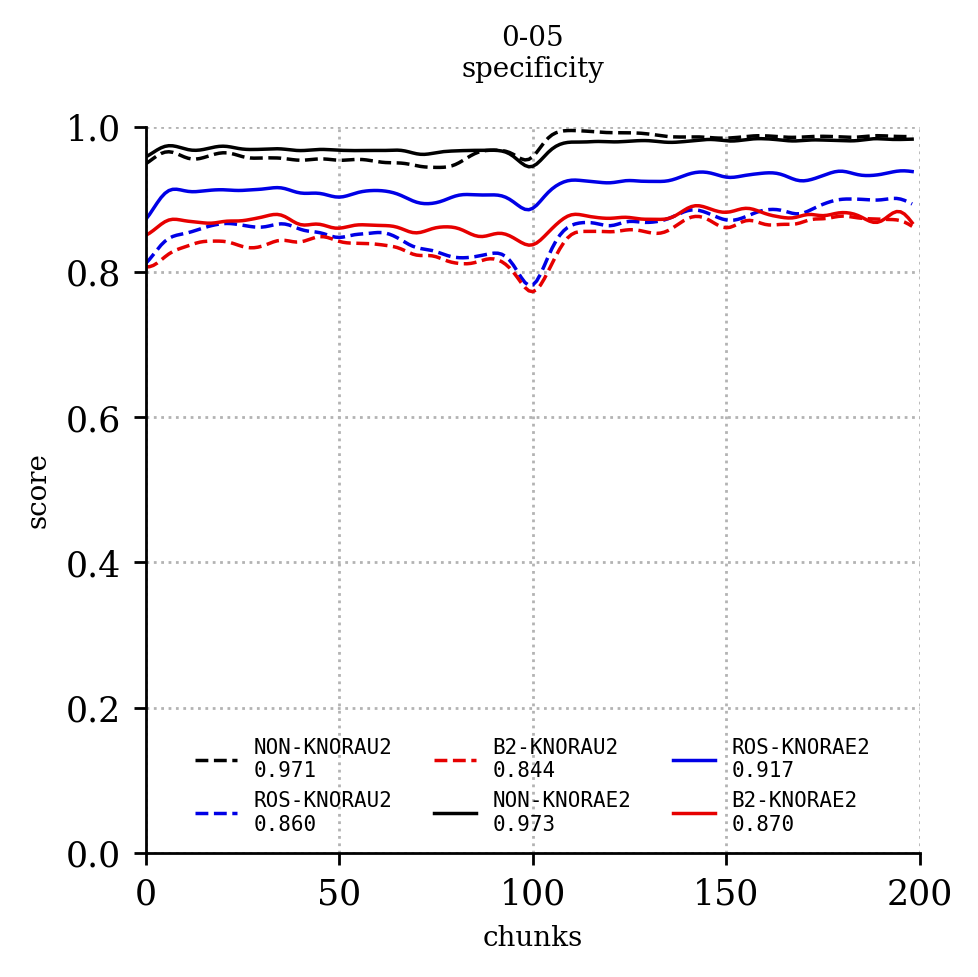 0-05
specificity
1.0
0.8
0.6
0.4
0.2
0.0
score
NON-KNORAU2
0.971
ROS-KNORAU2
0.860
B2-KNORAU2
0.844
NON-KNORAE2
0.973
ROS-KNORAE2
0.917
B2-KNORAE2
0.870
0 50 100 150 200
chunks